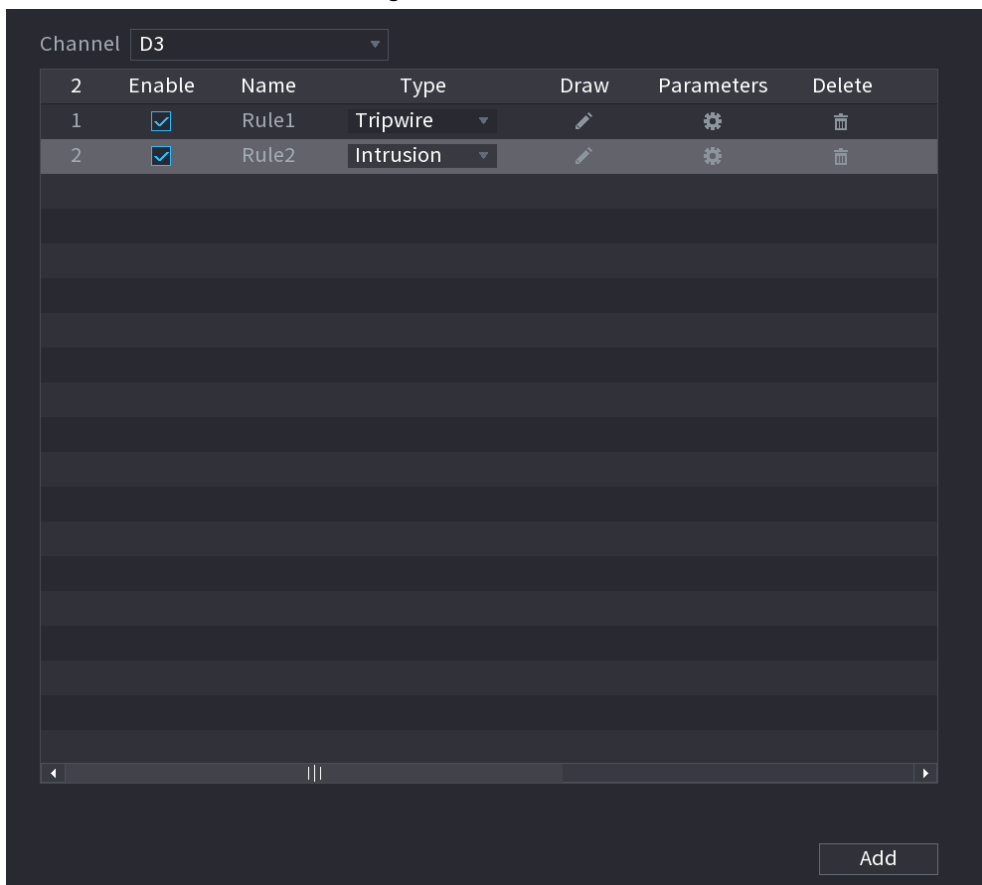 Channel D3
2 Enable Name Type Draw Parameters Delete
1 Rule1 Tripwire
2 Rule2 Intrusion
Add